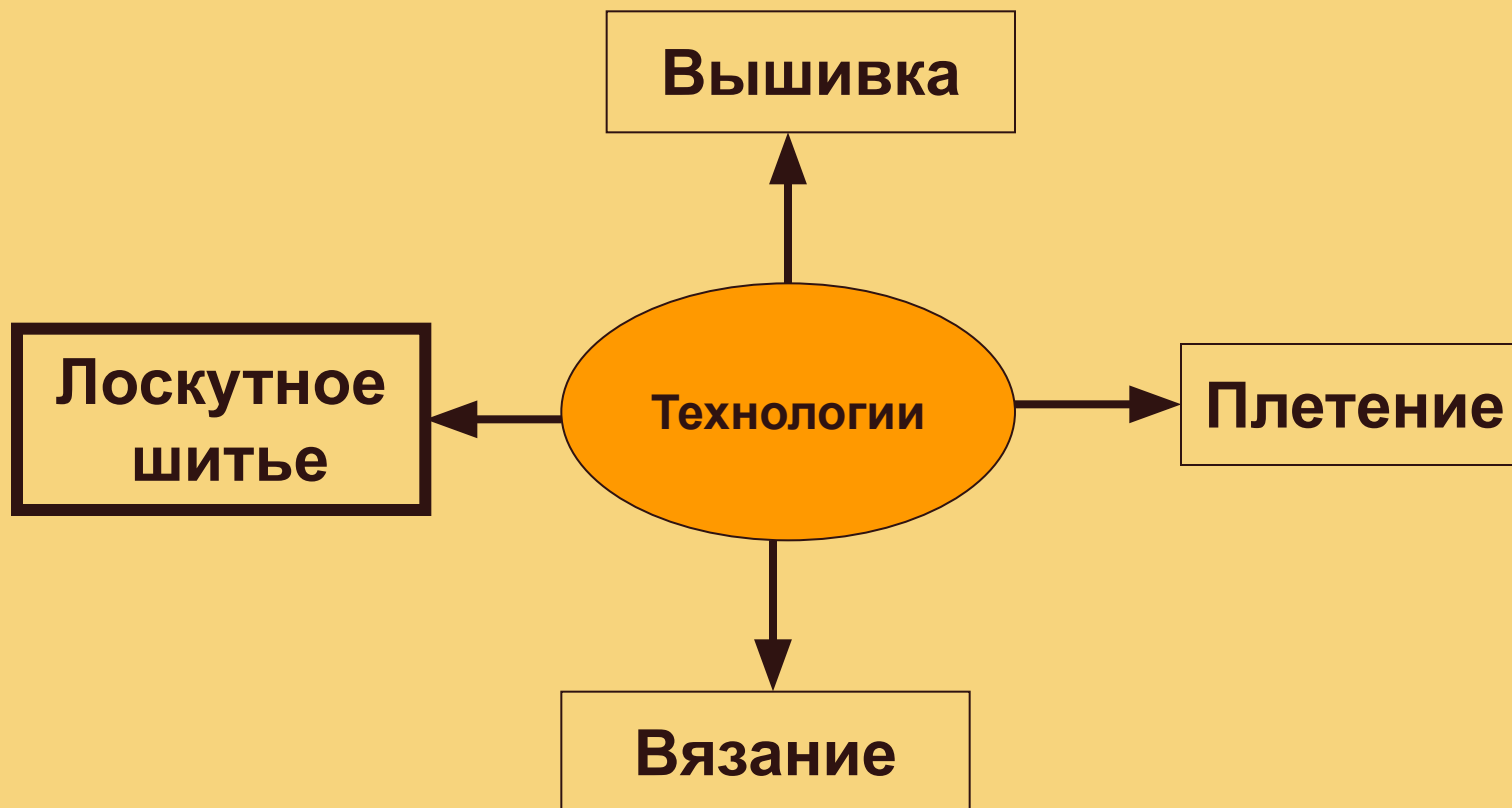 Вышивка
Лоскутное
шитье
Технологии
Плетение
Вязание